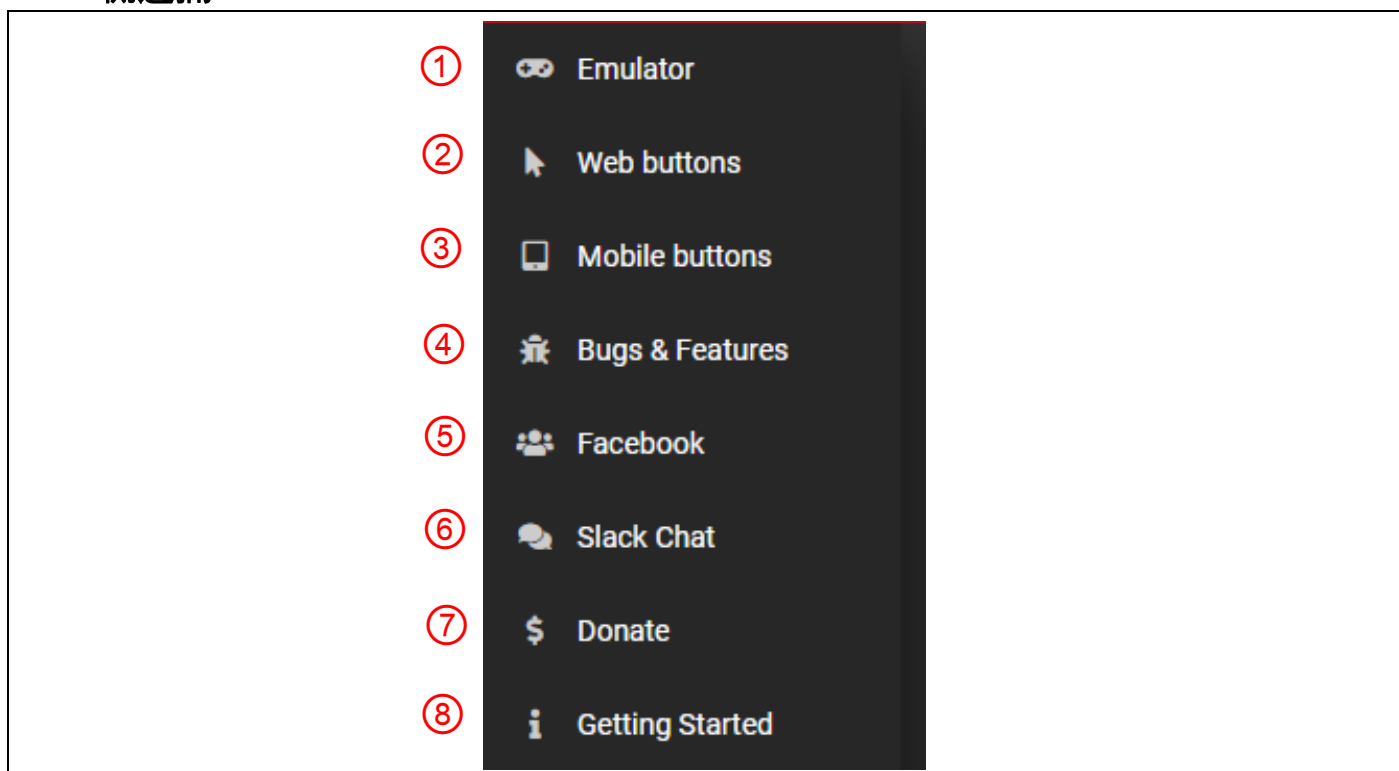 ① Emulator
② Web buttons
③ Mobile buttons
④ Bugs & Features
⑤ Facebook
⑥ Slack Chat
⑦ Donate
⑧ Getting Started